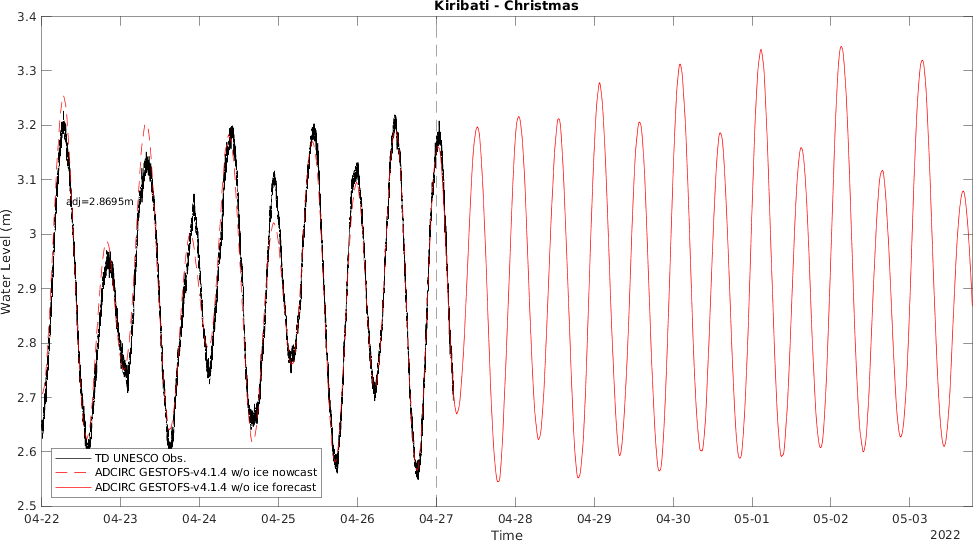 Kiribati - Christmas
3.4
3.3
3.2
3.1
3
2.9
2.8
2.7
2.6
2.5
Water Level (m)
adj=2.8695m
TD UNESCO Obs.
ADCIRC GESTOFS-v4.1.4 w/o ice nowcast
ADCIRC GESTOFS-v4.1.4 w/o ice forecast
04-22 04-23 04-24 04-25 04-26 04-27 04-28 04-29 04-30 05-01 05-02 05-03
Time
2022